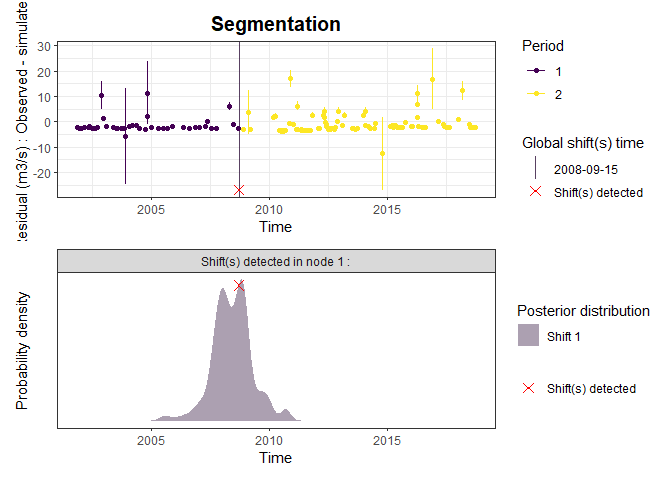 Segmentation
Residual (m3/s) : Observed - simulate
30
20
10
0
-10
-20
2005
2010
2015
Time
Period
1
2
Global shift(s) time
2008-09-15
Shift(s) detected
Shift(s) detected in node 1 :
Probability density
2005
2010
2015
Time
Posterior distribution
Shift 1
Shift(s) detected